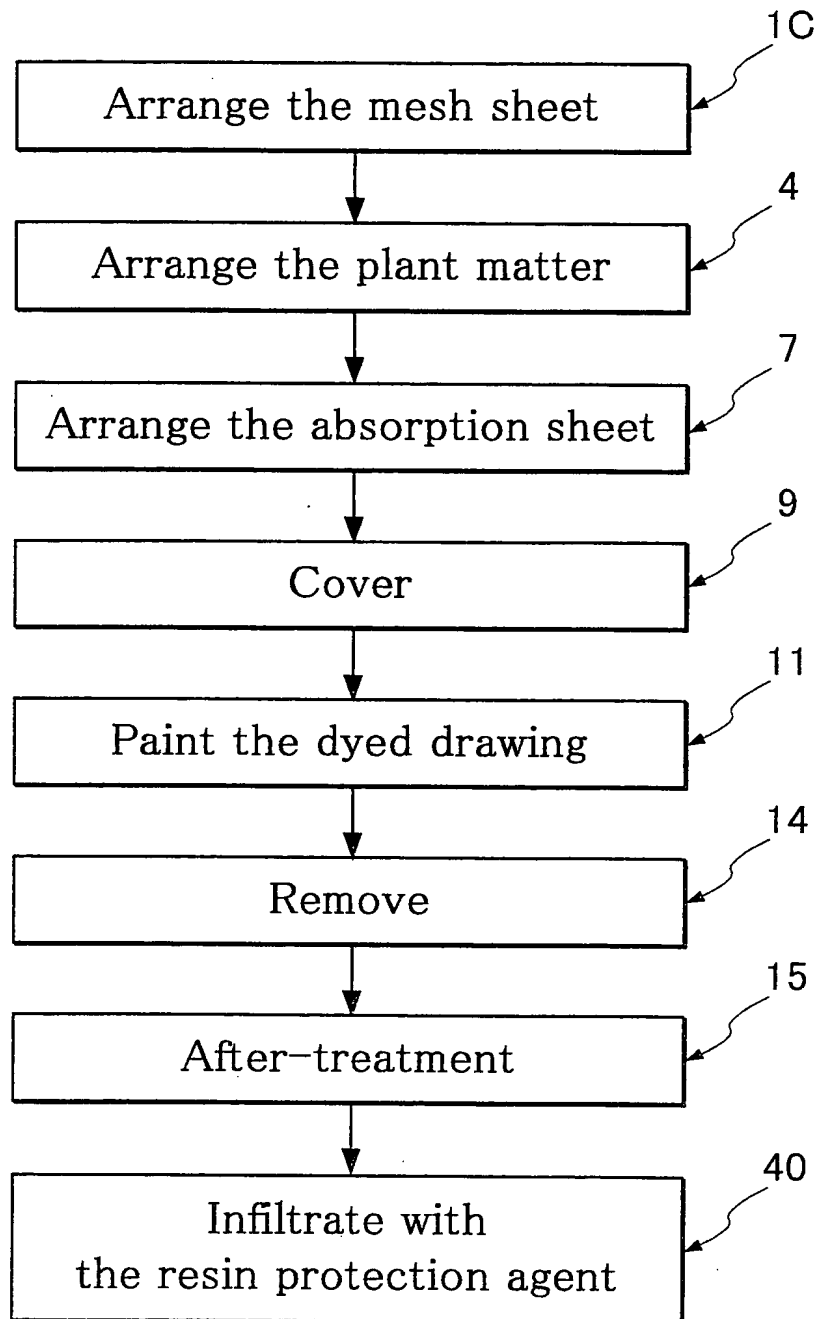 1C
Arrange the mesh sheet
4
Arrange the plant matter
7
Arrange the absorption sheet
9
Cover
11
Paint the dyed drawing
14
Remove
15
After-treatment
40
Infiltrate with
the resin protection agent